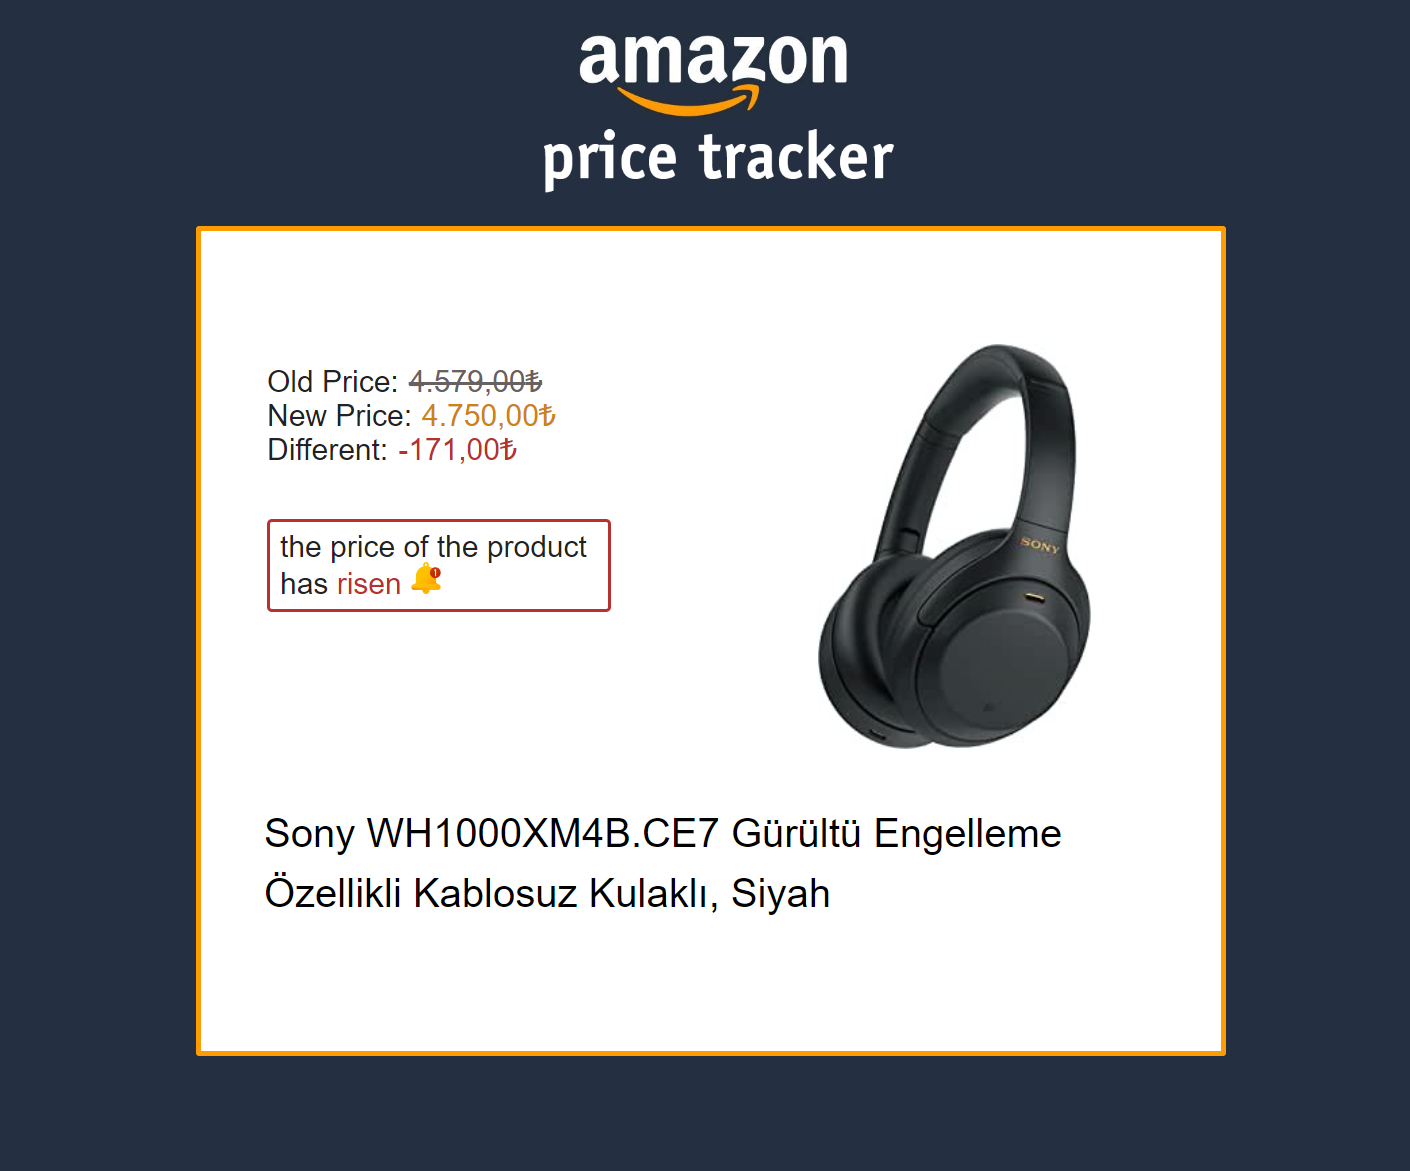 amazon
price tracker
Old Price: 4.579,00₺
New Price: 4.750,00₺
Different: -171,00₺
the price of the product
has risen
1
SONY
Sony WH1000XM4B.CE7 Gürültü Engelleme
Özellikli Kablosuz Kulaklı, Siyah